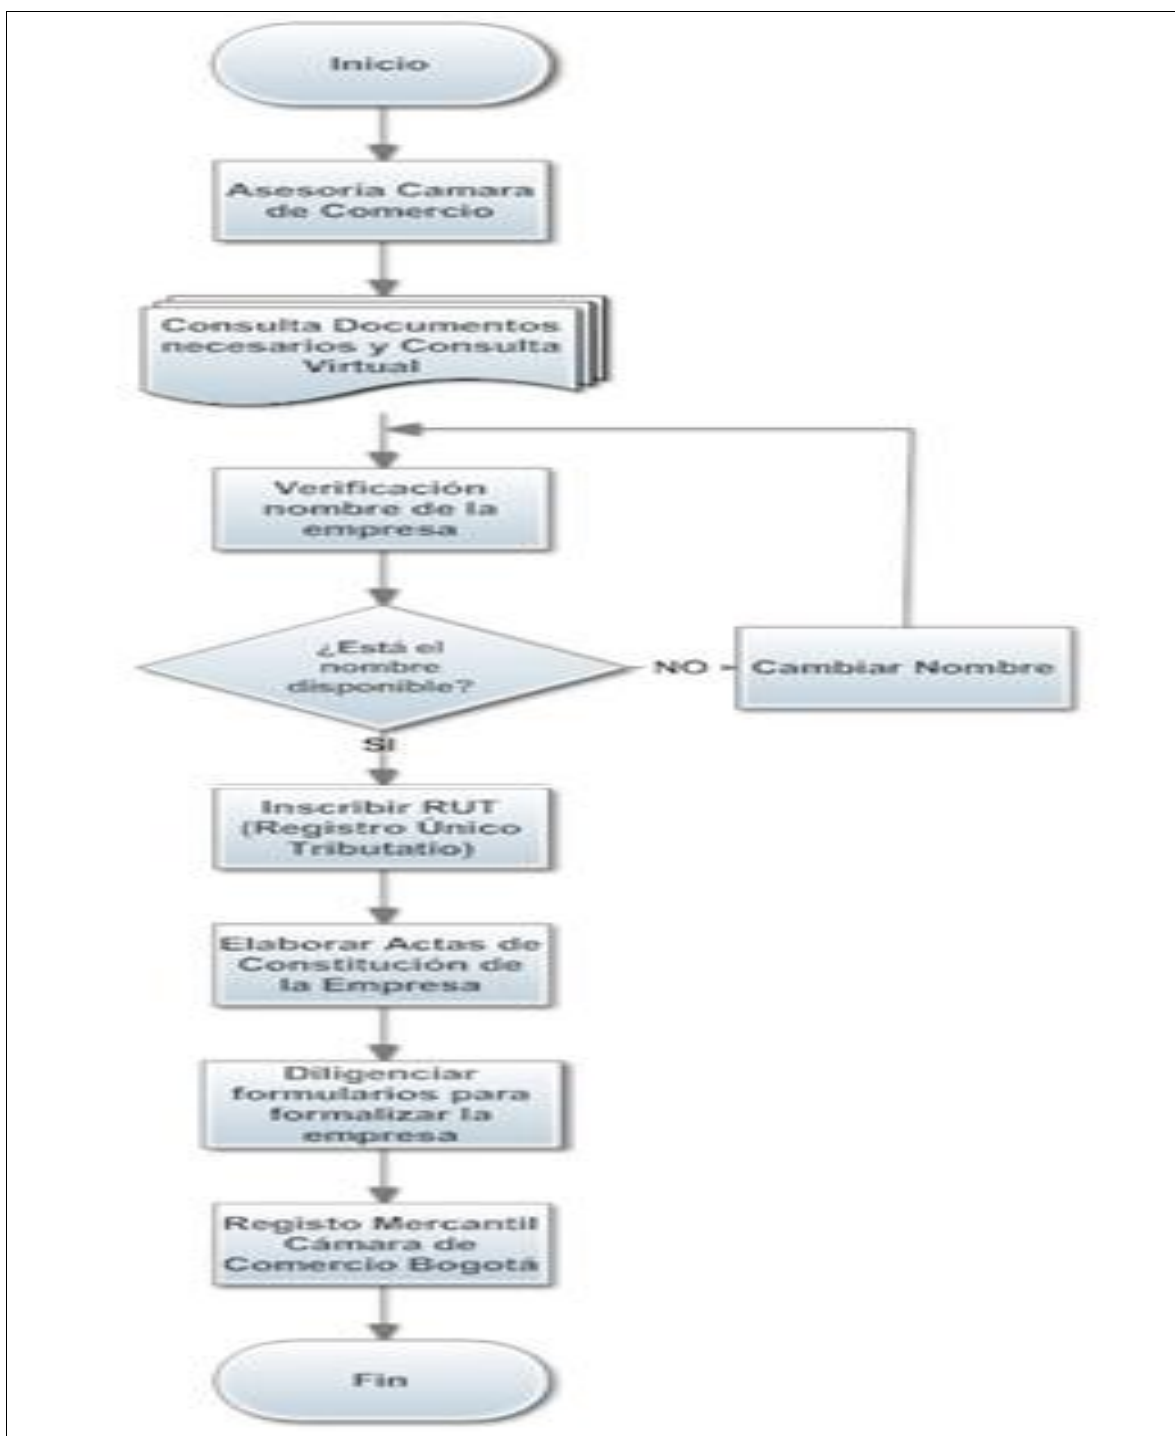 Inicio
Asesoria Camara
de Comercio
Consulta Documentos
necesarios y Consulta
Virtual
Verificación
nombre de la
empresa
¿Está el
nombre
disponible?
NO
Cambiar Nombre
SI
Inscribir RUT
(Registro Único
Tributatio)
Elaborar Actas de
Constitución de
la Empresa
Diligenciar
formularios para
formalizar la
empresa
Registo Mercantil
Cámara de
Comercio Bogotá
Fin